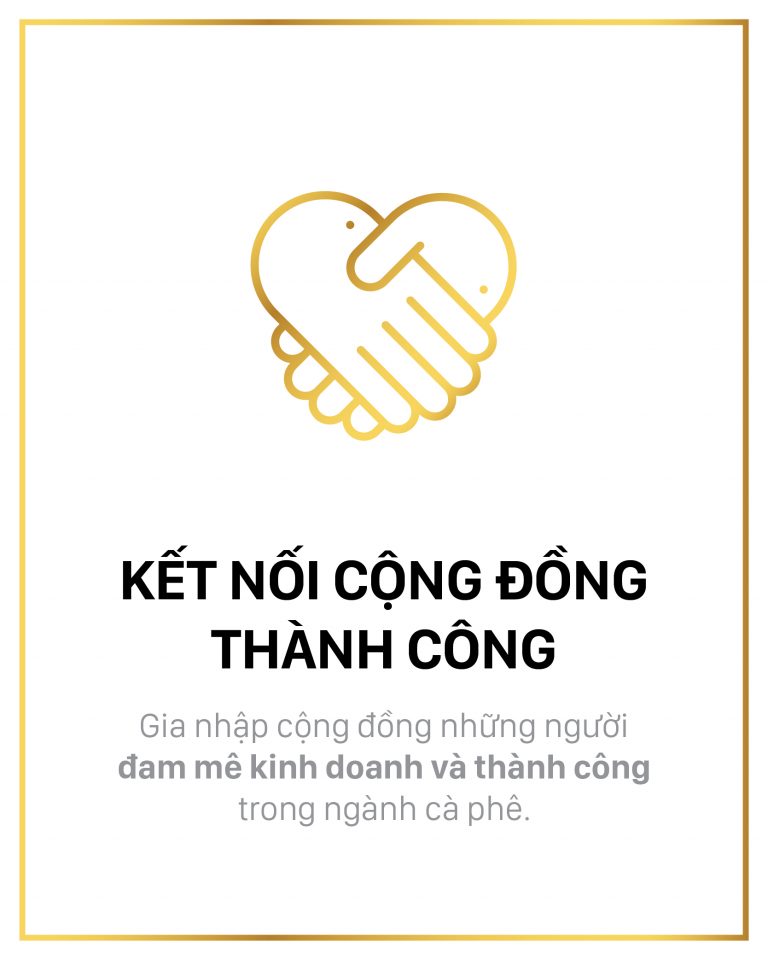 KẾT NỐI CỘNG ĐỒNG
THÀNH CÔNG
Gia nhập cộng đồng những người
đam mê kinh doanh và thành công
trong ngành cà phê.